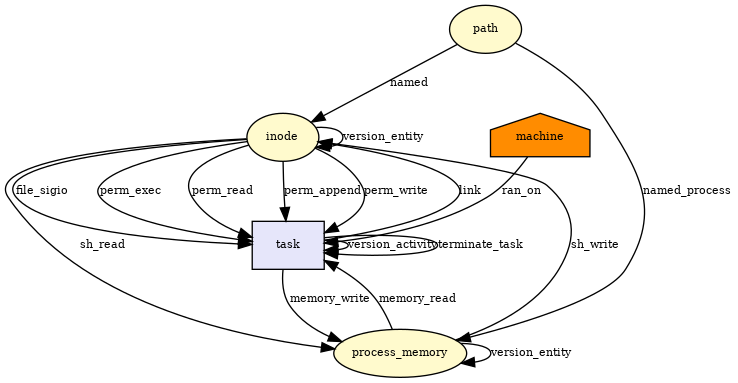 path
named
inode
version_entity
machine
file_sigio
perm_exec
perm_read
perm_append
perm_write
link
ran_on
named_process
sh_read
task
version_activity
terminate_task
sh_write
memory_write
memory_read
process_memory
version_entity